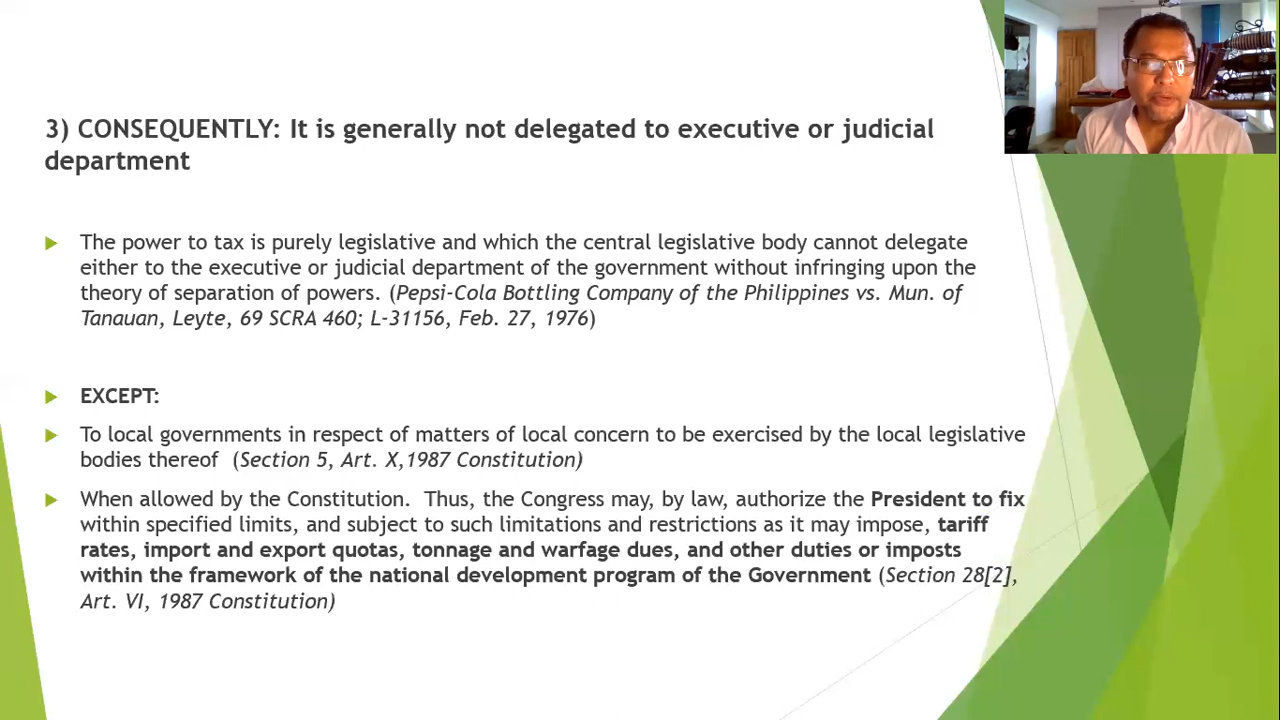 3) CONSEQUENTLY: It is generally not delegated to executive or judicial
department
The power to tax is purely legislative and which the central legislative body cannot delegate
either to the executive or judicial department of the government without infringing upon the
theory of separation of powers. (Pepsi-Cola Bottling Company of the Philippines vs. Mun. of
Tanauan, Leyte, 69 SCRA 460; L-31156, Feb. 27, 1976)
EXCEPT:
To local governments in respect of matters of local concern to be exercised by the local legislative
bodies thereof (Section 5, Art. X,1987 Constitution)
When allowed by the Constitution. Thus, the Congress may, by law, authorize the President to fix
within specified limits, and subject to such limitations and restrictions as it may impose, tariff
rates, import and export quotas, tonnage and warfage dues, and other duties or imposts
within the framework of the national development program of the Government (Section 28[2],
Art. VI, 1987 Constitution)